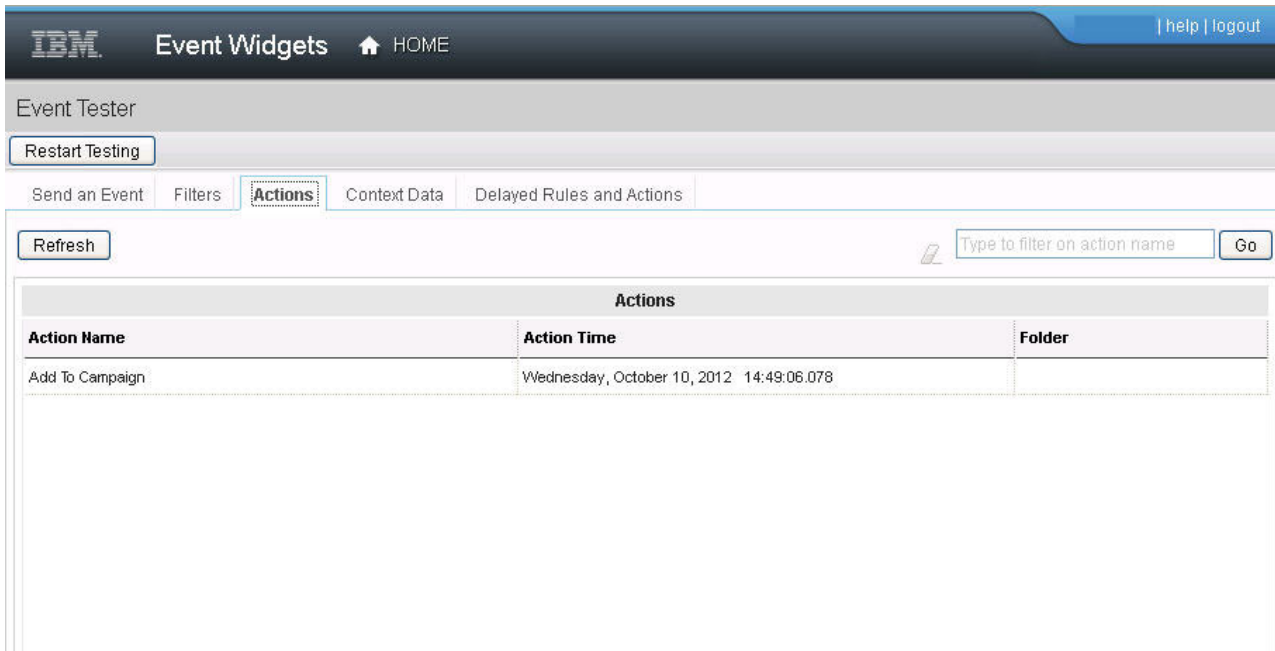 IBM. Event Widgets HOME | help | logout
Event Tester
Restart Testing
Send an Event Filters Actions Context Data Delayed Rules and Actions
Refresh Type to filter on action name Go
Actions
Action Name Action Time Folder
Add To Campaign Wednesday, October 10, 2012 14:49:06.078